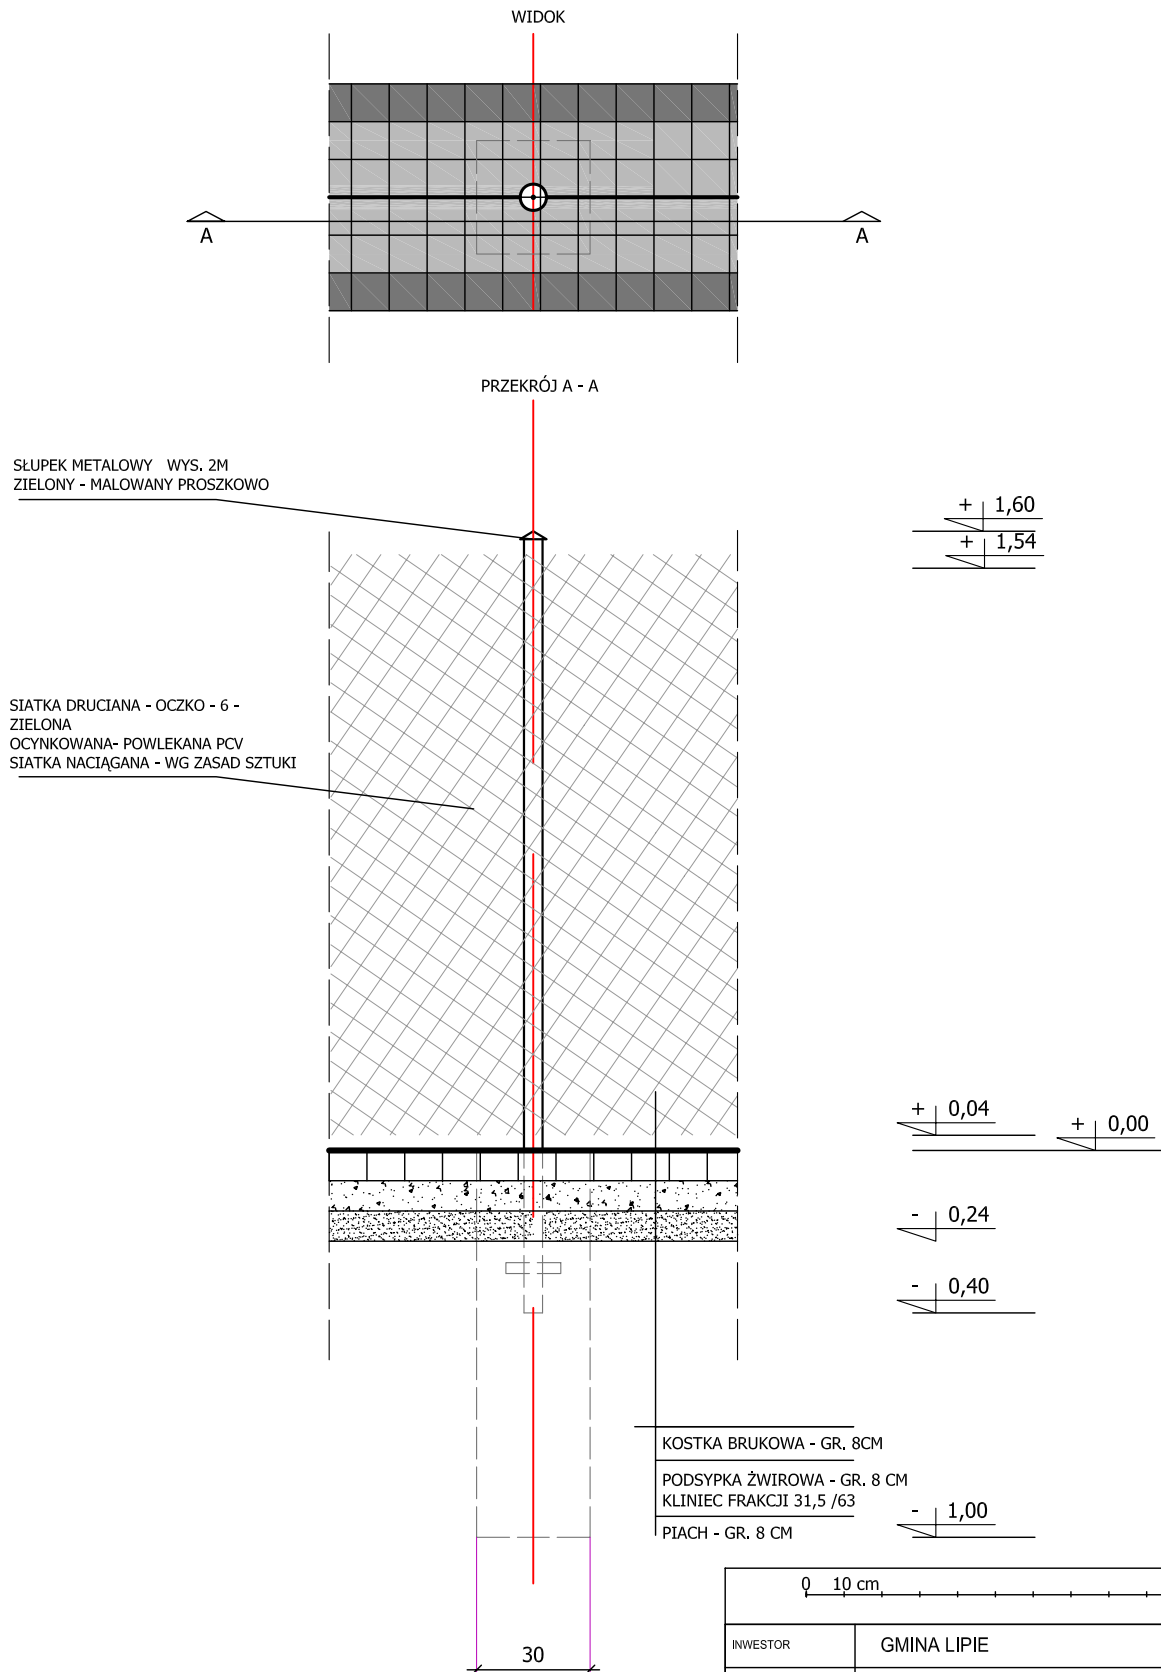 WIDOK
A
A
PRZEKRÓJ A - A
SŁUPEK METALOWY WYS. 2M
ZIELONY - MALOWANY PROSZKOWO
+ 1,60
+ 1,54
SIATKA DRUCIANA - OCZKO - 6 -
ZIELONA
OCYNKOWANA- POWLEKANA PCV
SIATKA NACIĄGANA - WG ZASAD SZTUKI
+ 0,04
+ 0,00
- 0,24
- 0,40
KOSTKA BRUKOWA - GR. 8CM
PODSYPKA ŻWIROWA - GR. 8 CM
KLINIEC FRAKCJI 31,5 /63
PIACH - GR. 8 CM
- 1,00
0 10 cm
INWESTOR GMINA LIPIE
30